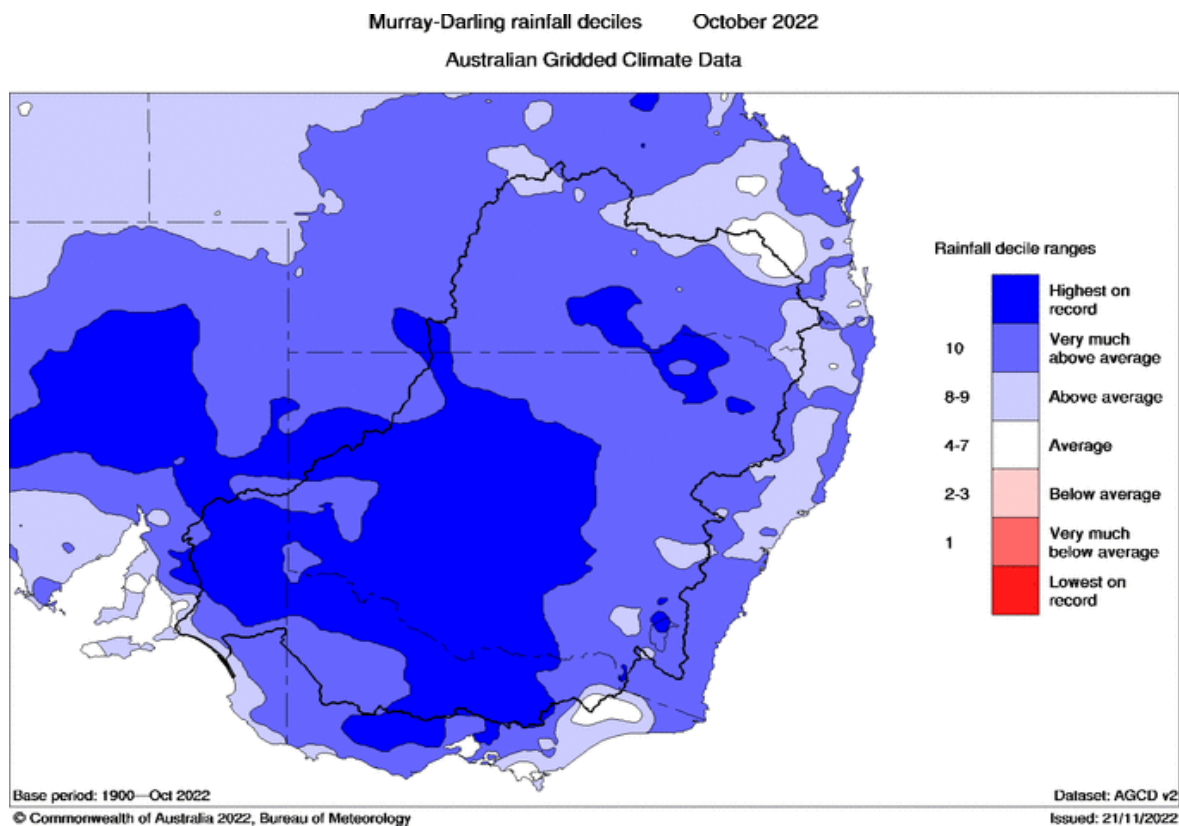 Murray-Darling rainfall deciles October 2022
Australian Gridded Climate Data
Rainfall decile ranges
Highest on
record
10 Very much
above average
8-9 Above average
4-7 Average
2-3 Below average
1 Very much
below average
Lowest on
record
Base period: 1900—Oct 2022 Dataset: AGCD v2
© Commonwealth of Australia 2022, Bureau of Meteorology Issued: 21/11/2022